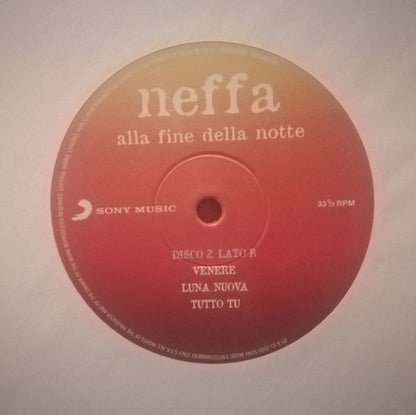 neffa
alla fine della notte
SONY MUSIC
33⅓ RPM
DISCO 2 LATO B
VENERE
LUNA NUOVA
TUTTO TU